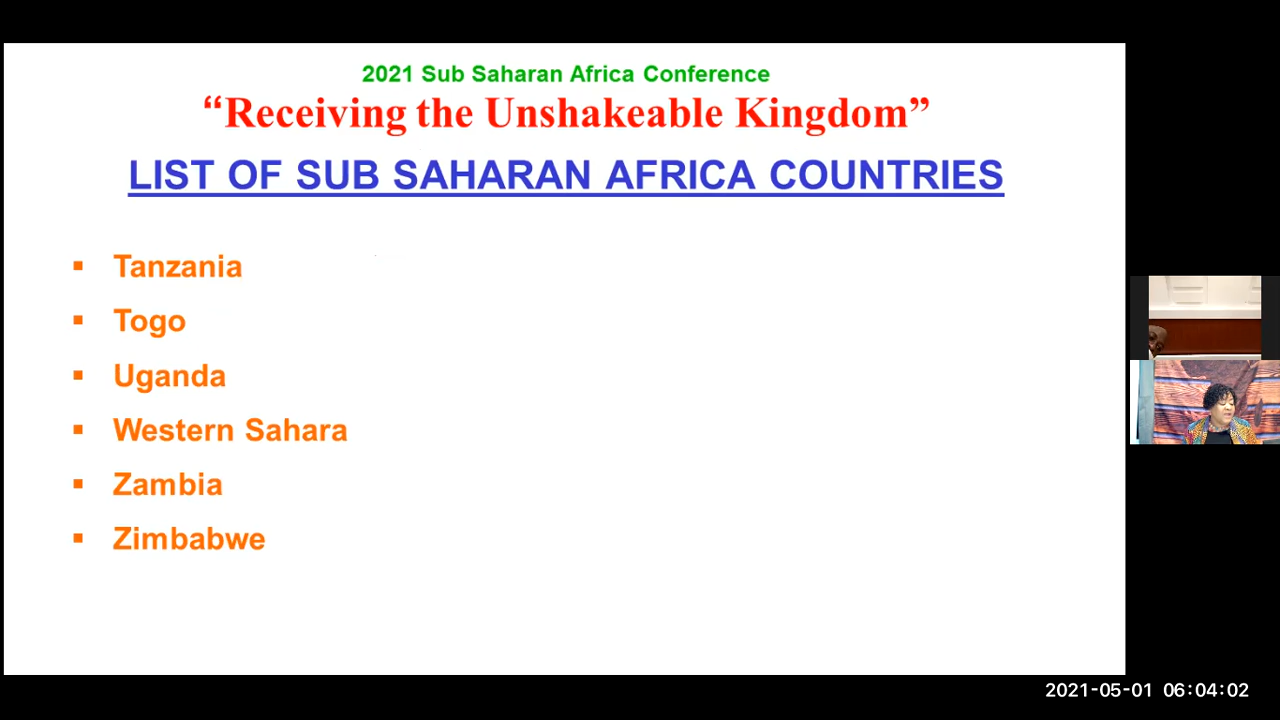 2021 Sub Saharan Africa Conference
“Receiving the Unshakeable Kingdom”
LIST OF SUB SAHARAN AFRICA COUNTRIES
▪ Tanzania
▪ Togo
▪ Uganda
▪ Western Sahara
▪ Zambia
▪ Zimbabwe
2021-05-01 06:04:02